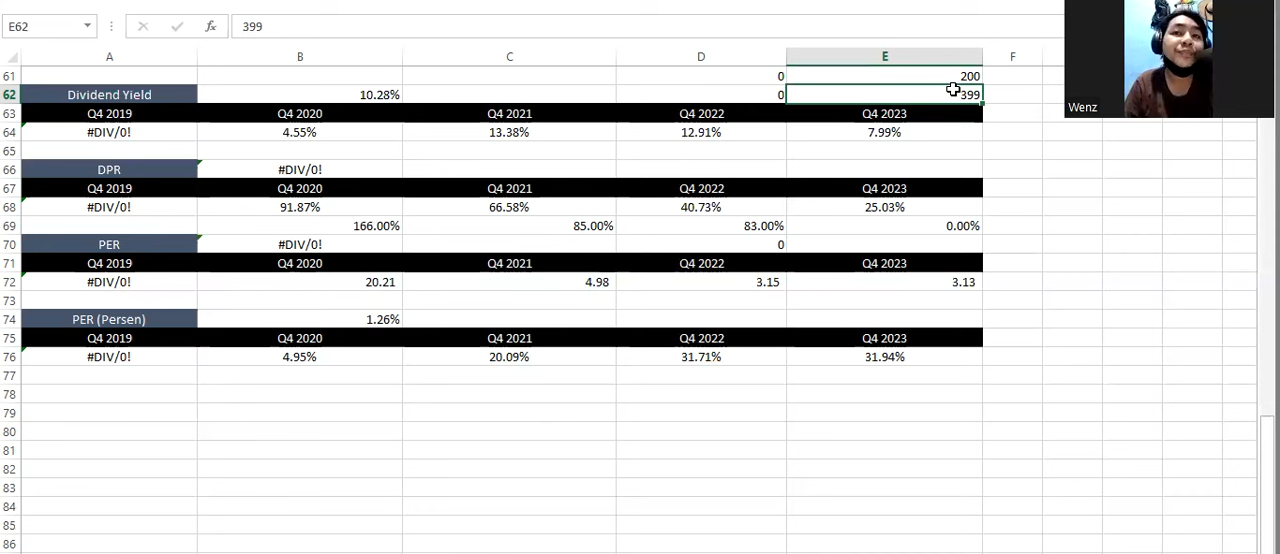 E62 fx 399
A B C D E F
61 0 200
62 Dividend Yield 10.28% 0 399
63 Q4 2019 Q4 2020 Q4 2021 Q4 2022 Q4 2023
64 #DIV/0! 4.55% 13.38% 12.91% 7.99%
65
66 DPR #DIV/0!
67 Q4 2019 Q4 2020 Q4 2021 Q4 2022 Q4 2023
68 #DIV/0! 91.87% 66.58% 40.73% 25.03%
69 166.00% 85.00% 83.00% 0.00%
70 PER #DIV/0! 0
71 Q4 2019 Q4 2020 Q4 2021 Q4 2022 Q4 2023
72 #DIV/0! 20.21 4.98 3.15 3.13
73
74 PER (Persen) 1.26%
75 Q4 2019 Q4 2020 Q4 2021 Q4 2022 Q4 2023
76 #DIV/0! 4.95% 20.09% 31.71% 31.94%
77
78
79
80
81
82
83
84
85
86
Wenz